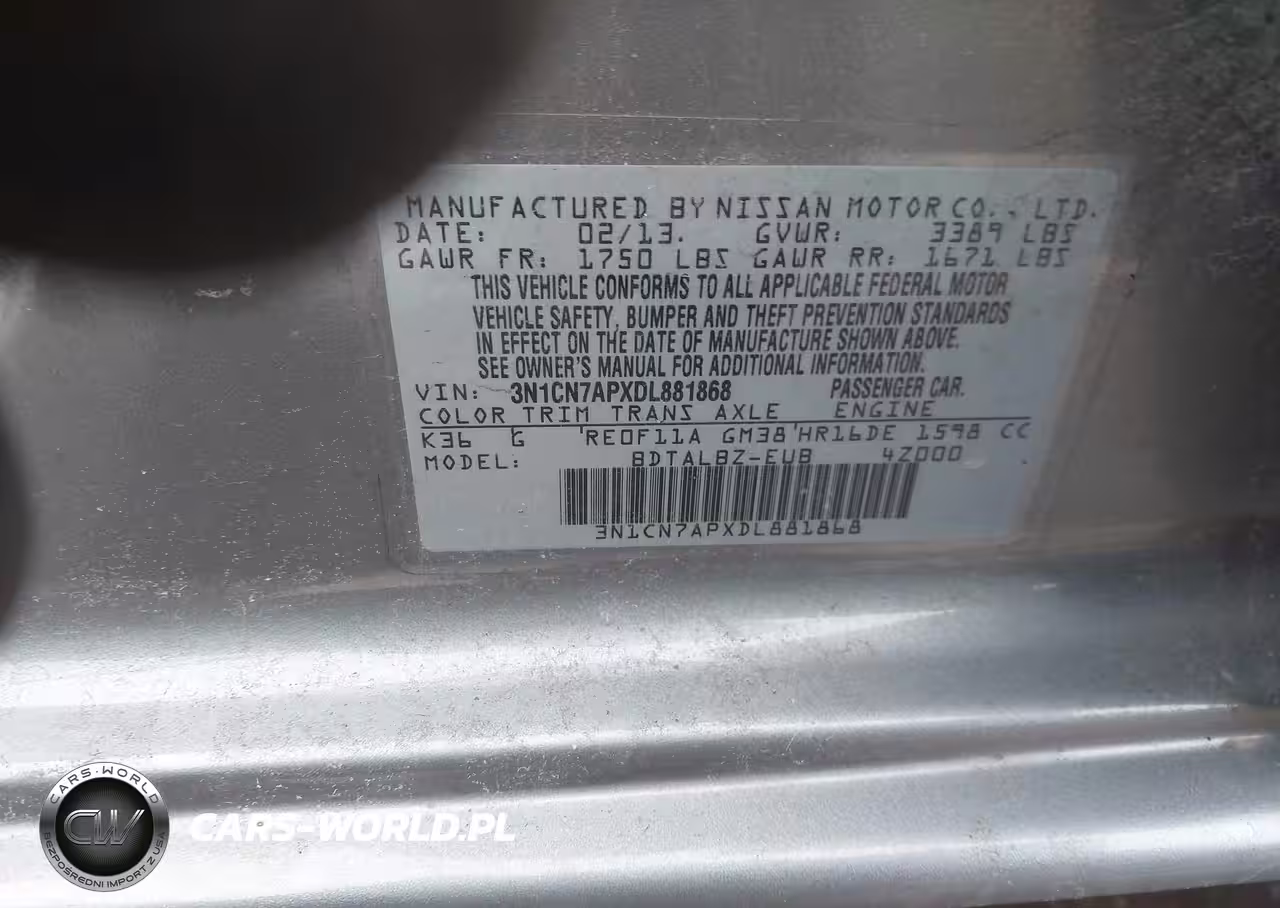 MANUFACTURED BY NISSAN MOTOR CO., LTD.
DATE: 02/13. GVWR: 3389 LBS
GAWR FR: 1750 LBS GAWR RR: 1671 LBS
THIS VEHICLE CONFORMS TO ALL APPLICABLE FEDERAL MOTOR
VEHICLE SAFETY, BUMPER AND THEFT PREVENTION STANDARDS
IN EFFECT ON THE DATE OF MANUFACTURE SHOWN ABOVE.
SEE OWNER'S MANUAL FOR ADDITIONAL INFORMATION.
VIN: 3N1CN7APXDL881868 PASSENGER CAR.
COLOR TRIM TRANS AXLE ENGINE
K36 G RE0F11A GM38 HR16DE 1598 CC
MODEL: BDTALBZ-EUB 4Z000
3N1CN7APXDL881868
CARS-WORLD
CW
BEZPOŚREDNI IMPORT Z USA
CARS-WORLD.PL